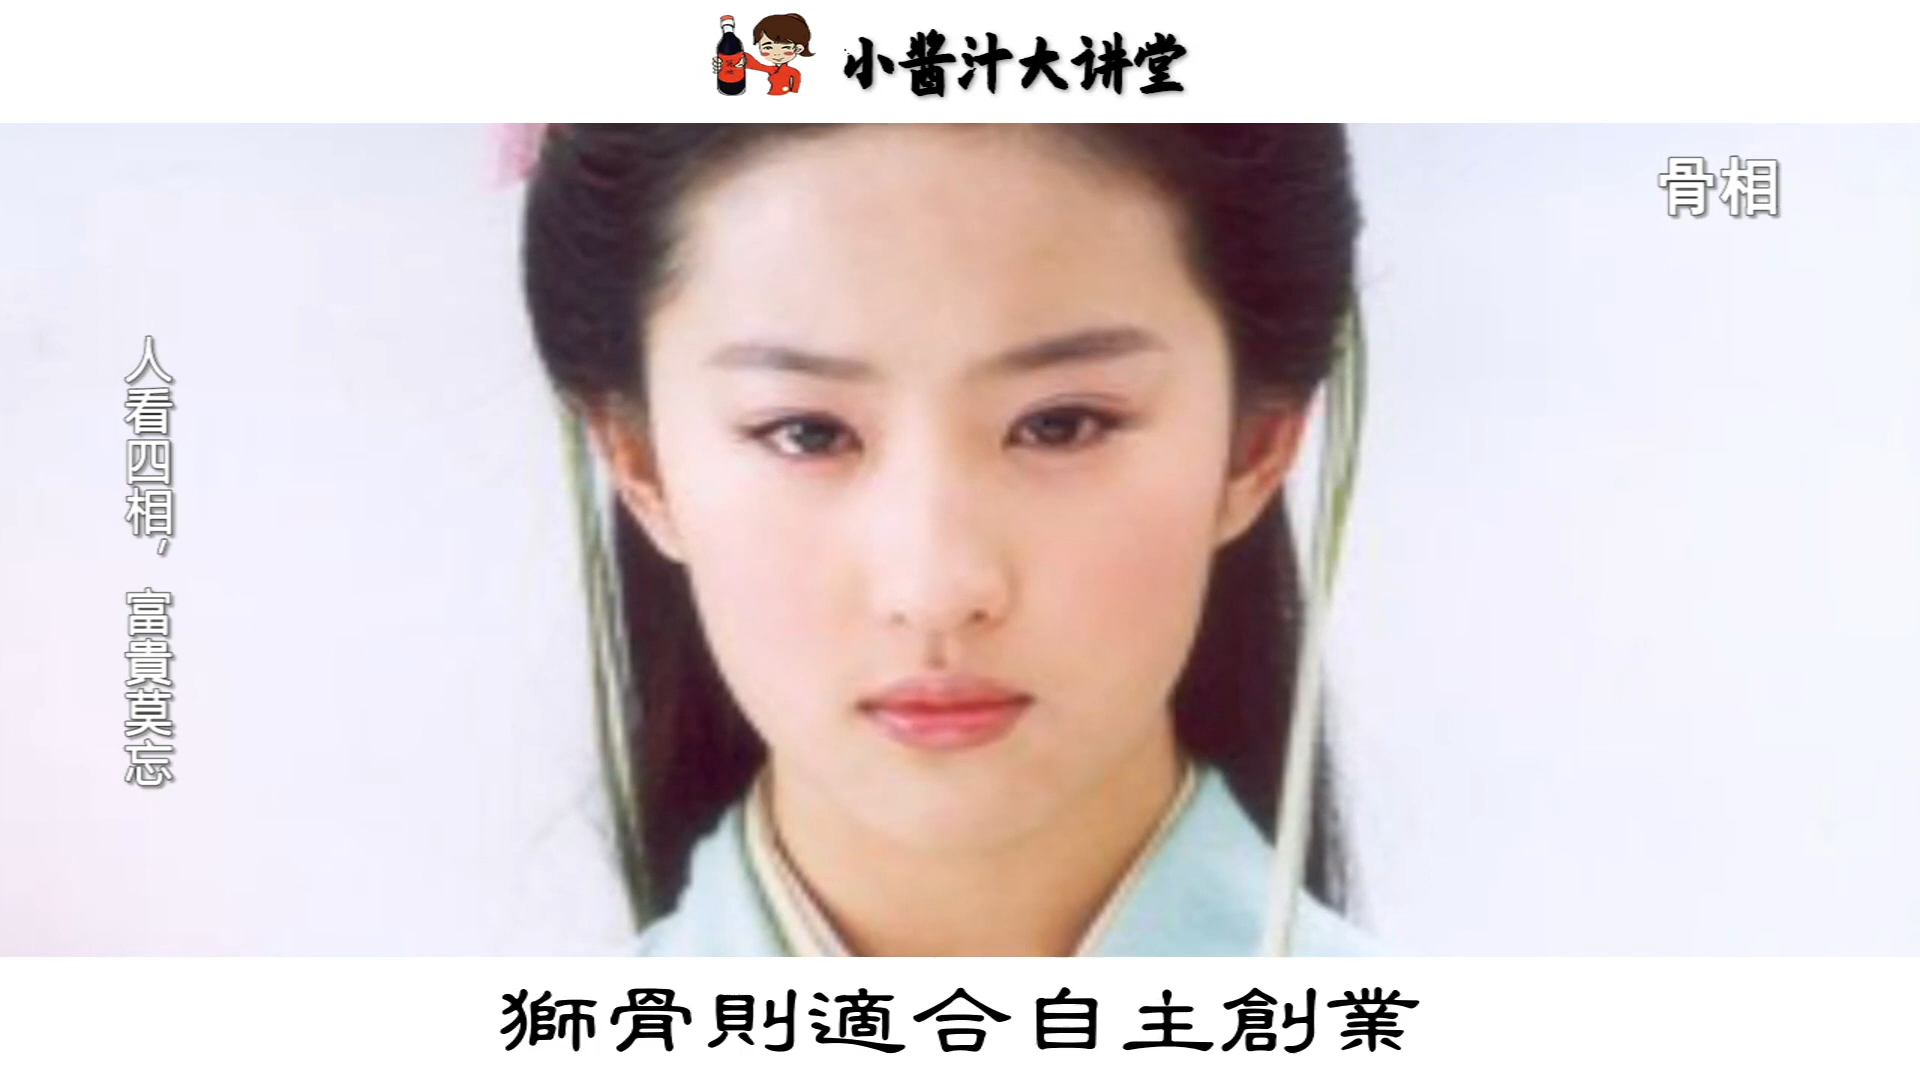 小酱汁大讲堂
骨相
人看四相，富貴莫忘
獅骨則適合自主創業